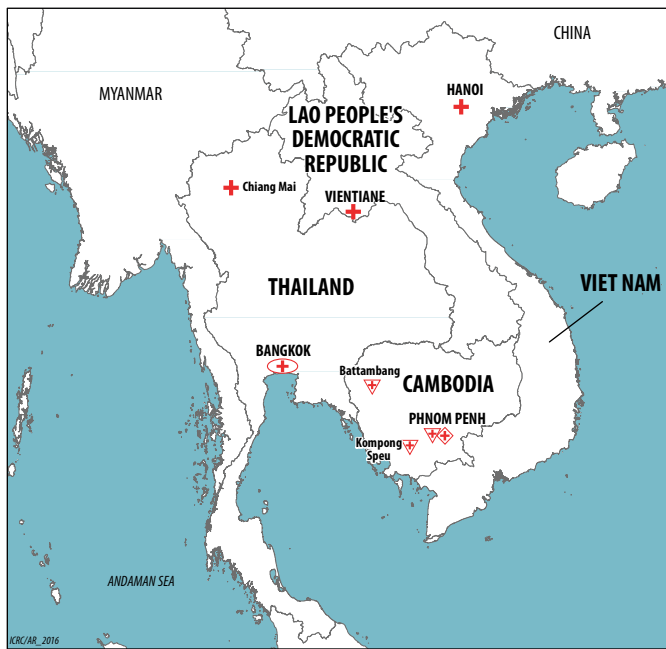 CHINA
MYANMAR
HANOI
LAO PEOPLE'S
DEMOCRATIC
REPUBLIC
Chiang Mai
VIENTIANE
THAILAND
VIET NAM
BANGKOK
Battambang
CAMBODIA
PHNOM PENH
Kompong
Speu
ANDAMAN SEA
ICRC/AR_2016